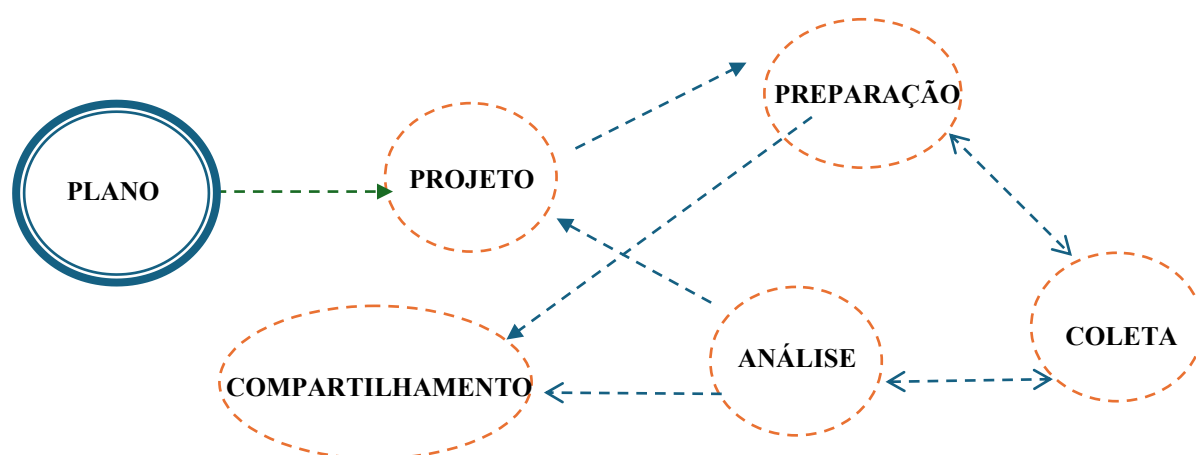 PLANO
PROJETO
PREPARAÇÃO
COLETA
ANÁLISE
COMPARTILHAMENTO